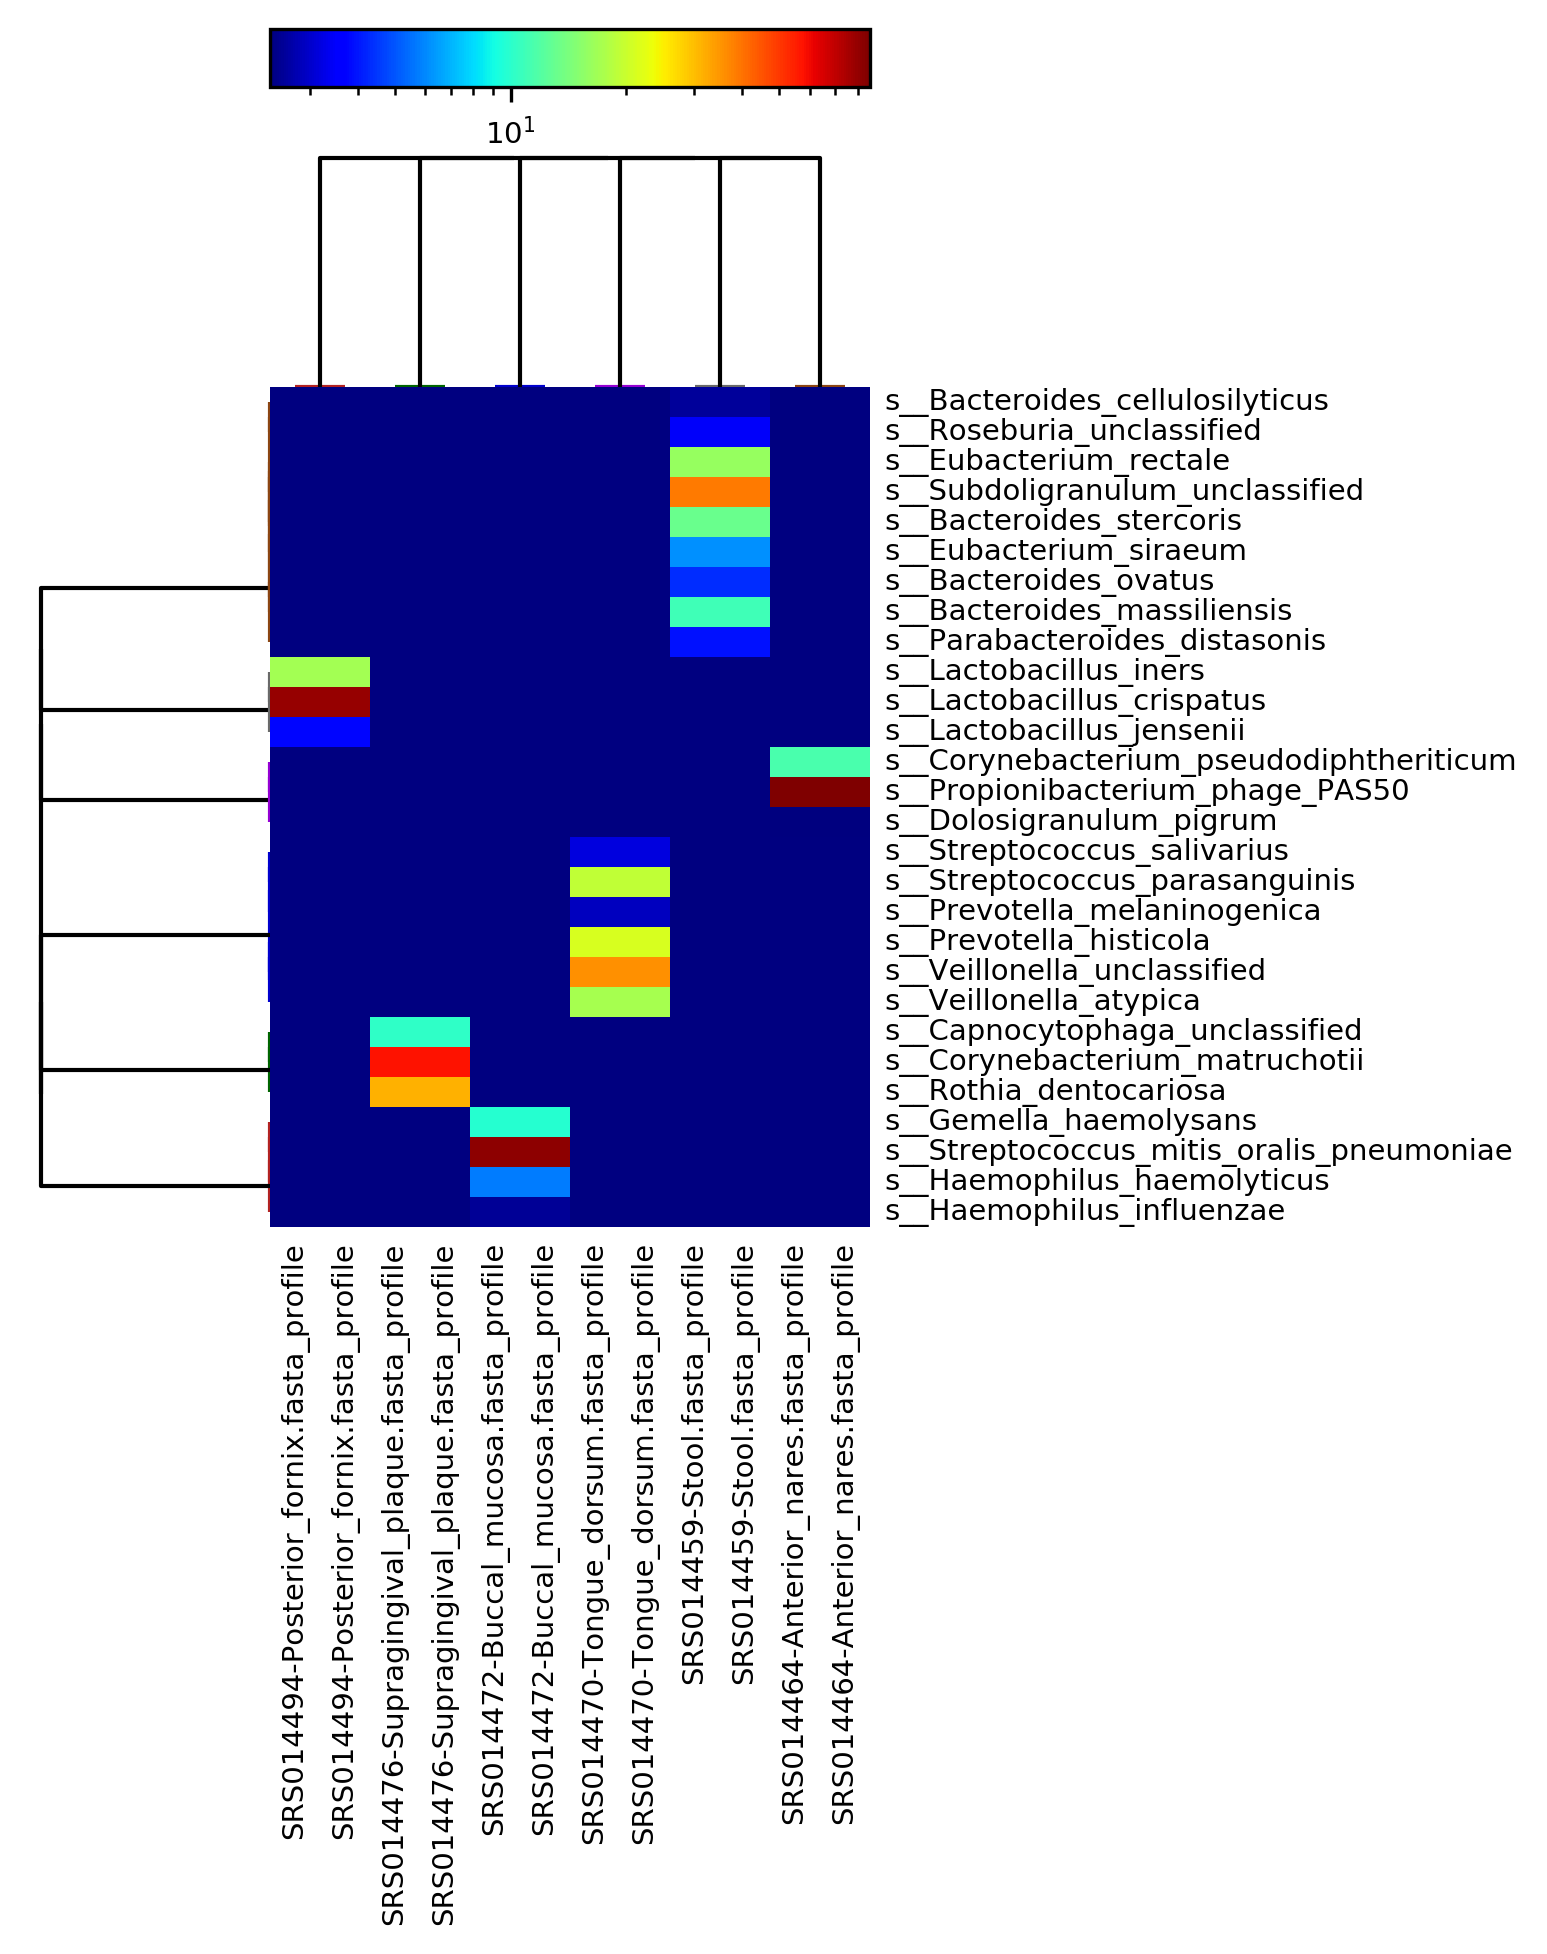 10¹
s__Bacteroides_cellulosilyticus
s__Roseburia_unclassified
s__Eubacterium_rectale
s__Subdoligranulum_unclassified
s__Bacteroides_stercoris
s__Eubacterium_siraeum
s__Bacteroides_ovatus
s__Bacteroides_massiliensis
s__Parabacteroides_distasonis
s__Lactobacillus_iners
s__Lactobacillus_crispatus
s__Lactobacillus_jensenii
s__Corynebacterium_pseudodiphtheriticum
s__Propionibacterium_phage_PAS50
s__Dolosigranulum_pigrum
s__Streptococcus_salivarius
s__Streptococcus_parasanguinis
s__Prevotella_melaninogenica
s__Prevotella_histicola
s__Veillonella_unclassified
s__Veillonella_atypica
s__Capnocytophaga_unclassified
s__Corynebacterium_matruchotii
s__Rothia_dentocariosa
s__Gemella_haemolysans
s__Streptococcus_mitis_oralis_pneumoniae
s__Haemophilus_haemolyticus
s__Haemophilus_influenzae
SRS014494-Posterior_fornix.fasta_profile
SRS014494-Posterior_fornix.fasta_profile
SRS014476-Supragingival_plaque.fasta_profile
SRS014476-Supragingival_plaque.fasta_profile
SRS014472-Buccal_mucosa.fasta_profile
SRS014472-Buccal_mucosa.fasta_profile
SRS014470-Tongue_dorsum.fasta_profile
SRS014470-Tongue_dorsum.fasta_profile
SRS014459-Stool.fasta_profile
SRS014459-Stool.fasta_profile
SRS014464-Anterior_nares.fasta_profile
SRS014464-Anterior_nares.fasta_profile